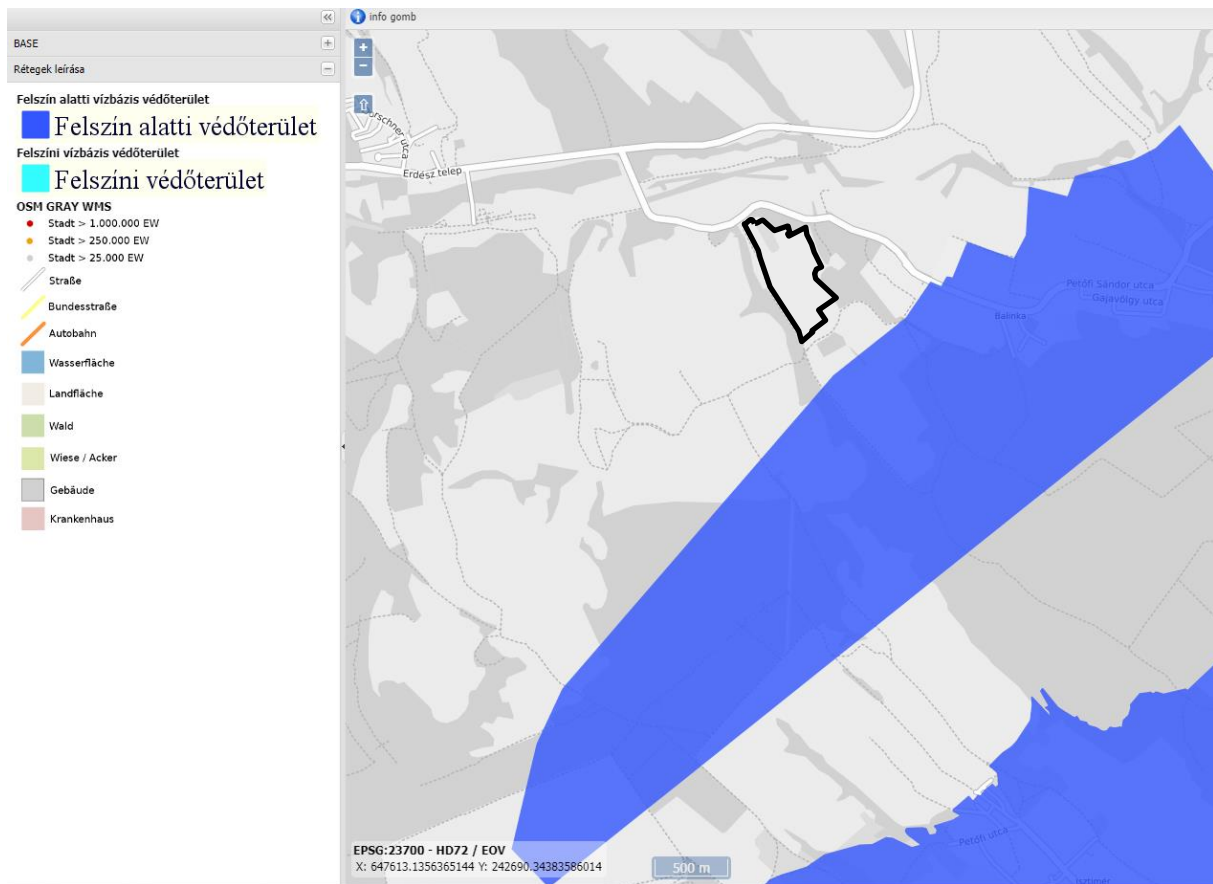 info gomb
BASE
Rétegek leírása
Felszín alatti vízbázis védőterület
Felszín alatti védőterület
Felszíni vízbázis védőterület
Felszíni védőterület
OSM GRAY WMS
Stadt > 1.000.000 EW
Stadt > 250.000 EW
Stadt > 25.000 EW
Straße
Bundesstraße
Autobahn
Wasserfläche
Landfläche
Wald
Wiese / Acker
Gebäude
Krankenhaus
utca
Erdész telep
Petőfi Sándor utca
Gajavölgy utca
Balinka
Petőfi utca
EPSG:23700 - HD72 / EOV
X: 647613.1356365144 Y: 242690.34383586014
500 m